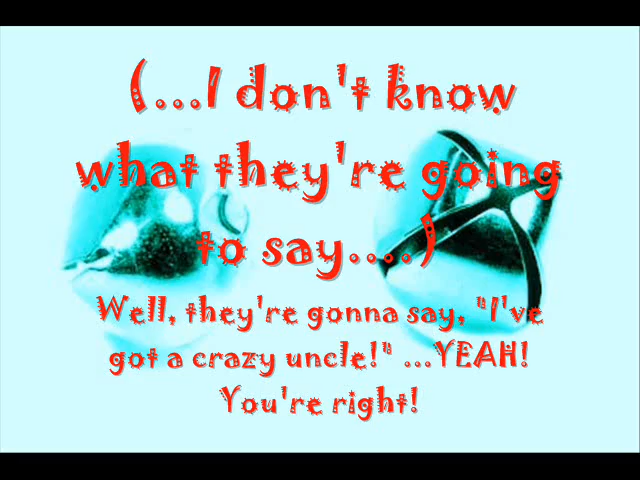 (...I don't know
what they're going
to say....)
Well, they're gonna say, "I've
got a crazy uncle!" ...YEAH!
You're right!